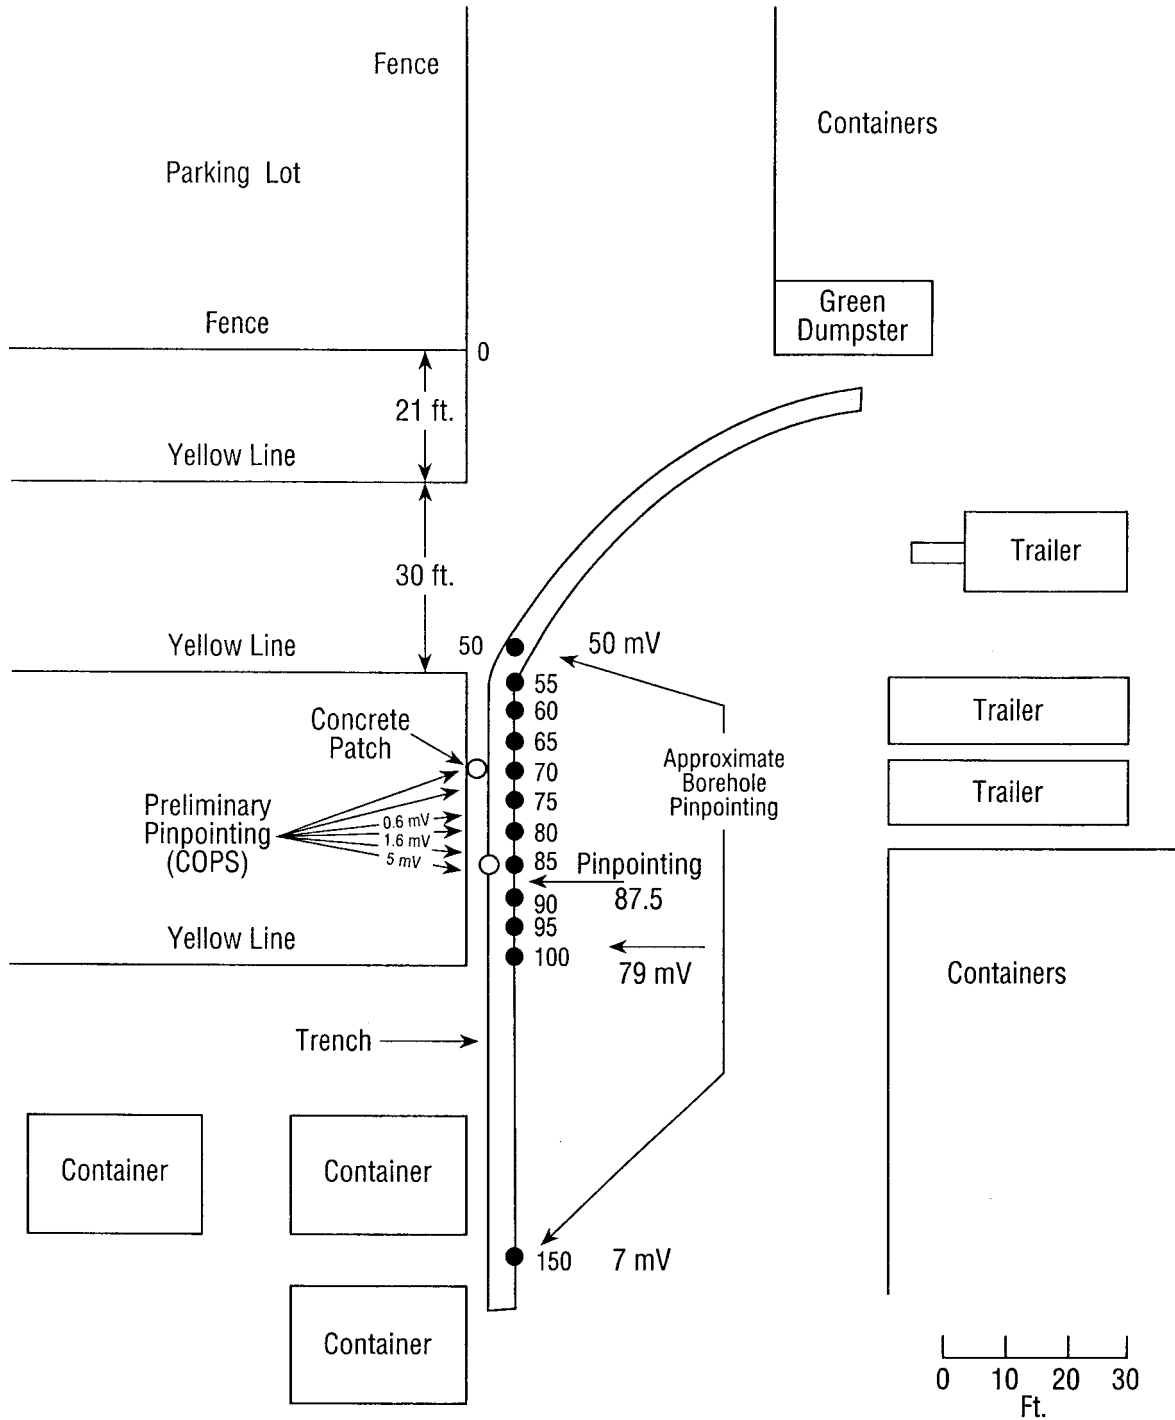 Fence
Containers
Parking Lot
Green
Dumpster
Fence
0
21 ft.
Yellow Line
Trailer
30 ft.
Yellow Line
50
50 mV
55
60
65
70
75
80
85
90
95
100
Concrete
Patch
Approximate
Borehole
Pinpointing
Trailer
Trailer
Preliminary
Pinpointing
(COPS)
0.6 mV
1.6 mV
5 mV
Pinpointing
87.5
79 mV
Yellow Line
Containers
Trench
Container
Container
150
7 mV
Container
0 10 20 30
Ft.